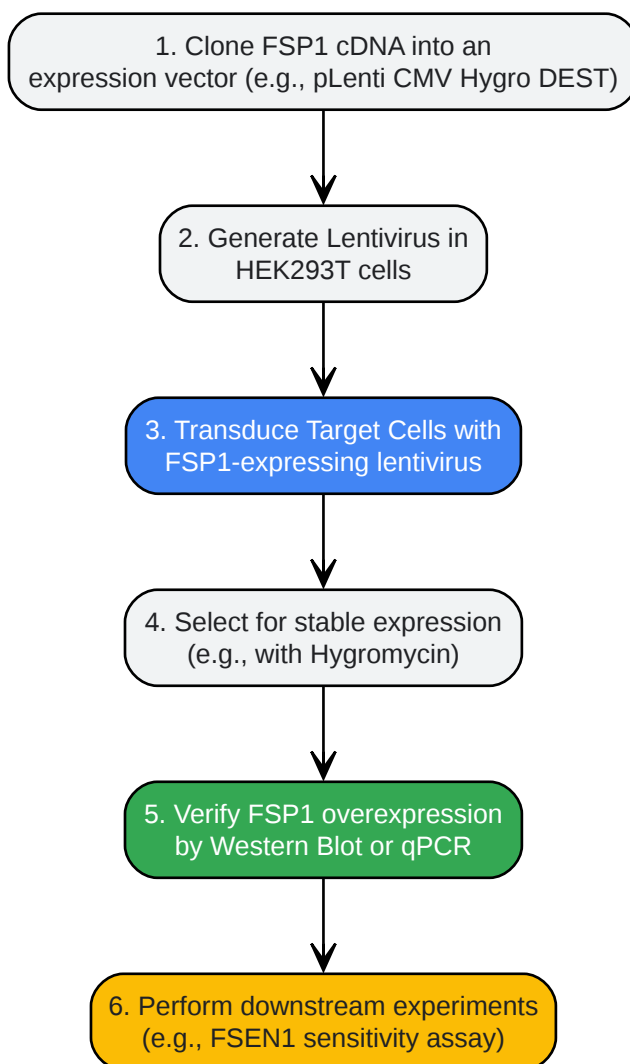 1. Clone FSP1 cDNA into an
expression vector (e.g., pLenti CMV Hygro DEST)
2. Generate Lentivirus in
HEK293T cells
3. Transduce Target Cells with
FSP1-expressing lentivirus
4. Select for stable expression
(e.g., with Hygromycin)
5. Verify FSP1 overexpression
by Western Blot or qPCR
6. Perform downstream experiments
(e.g., FSEN1 sensitivity assay)